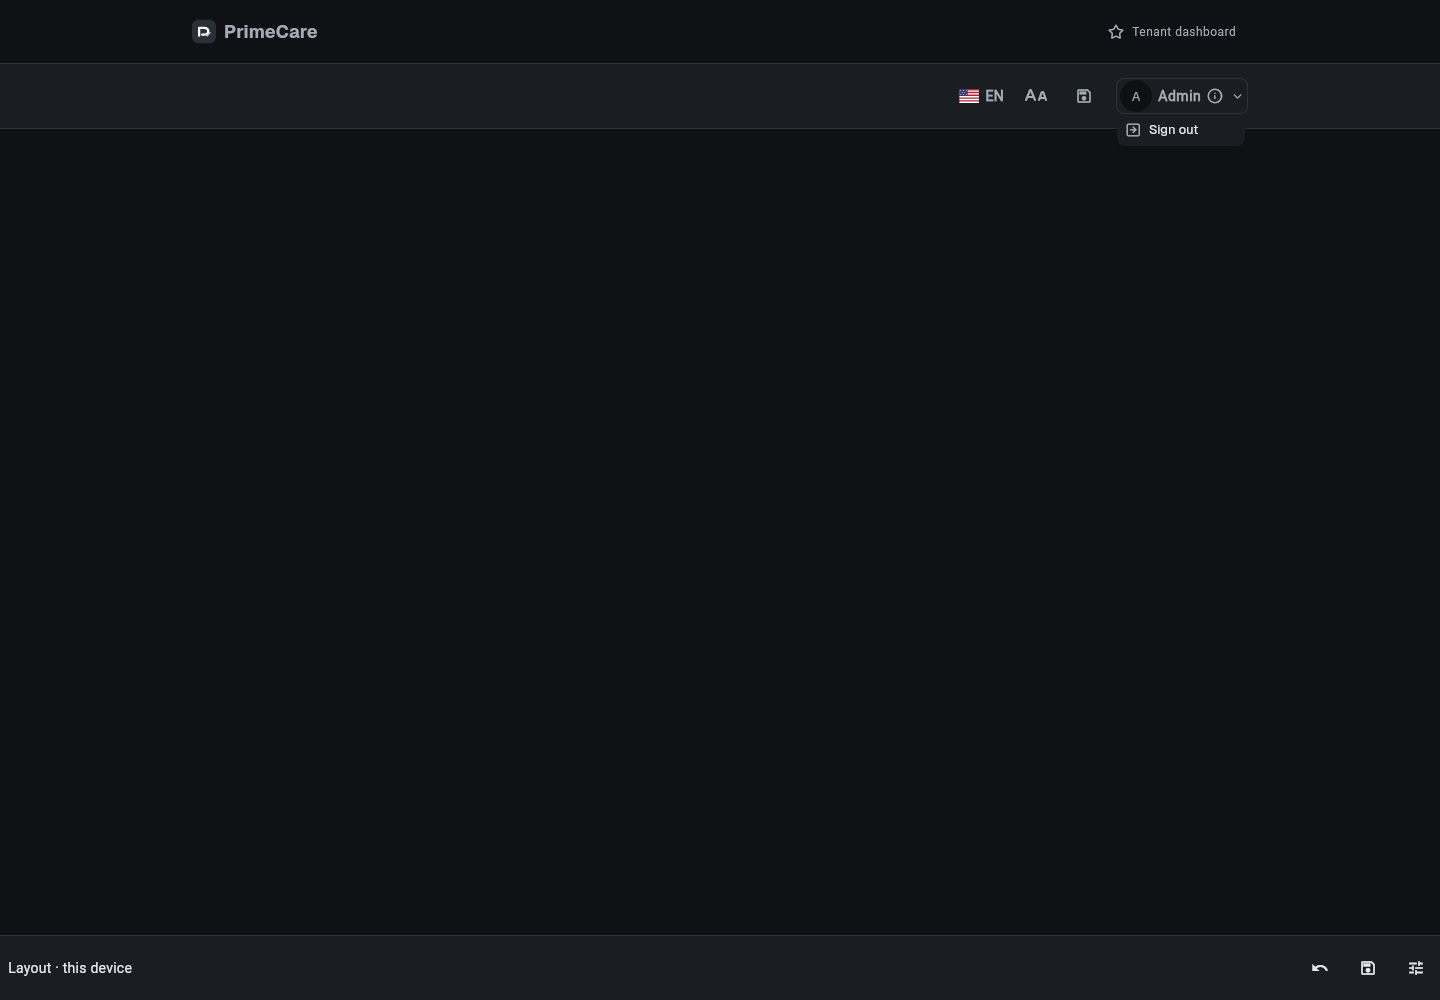 PrimeCare
Tenant dashboard
EN
AA
A
Admin
Sign out
Layout · this device